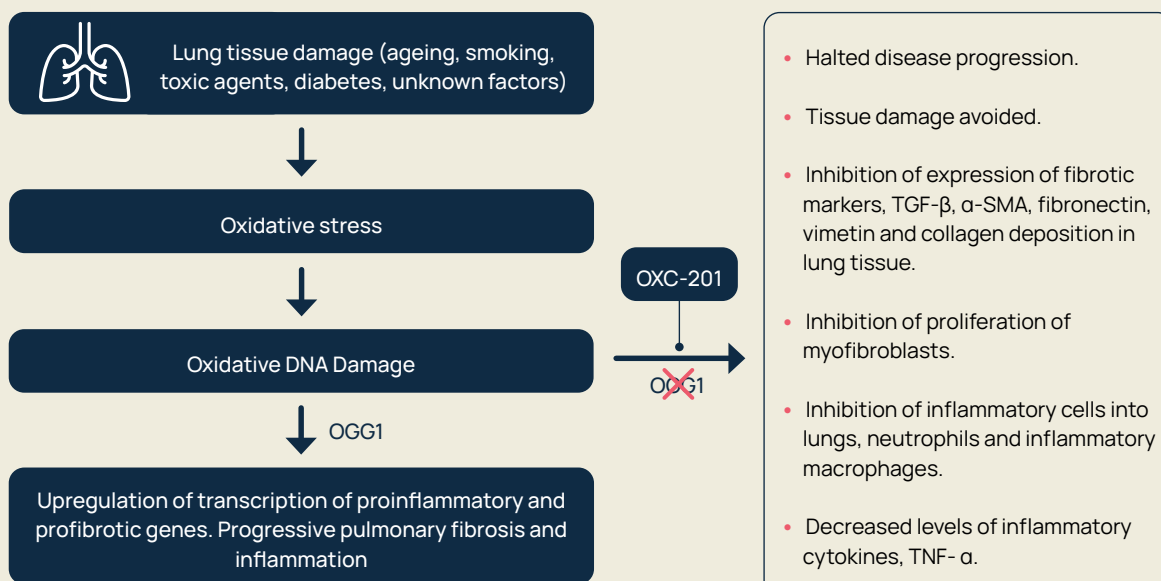 Lung tissue damage (ageing, smoking,
toxic agents, diabetes, unknown factors)
Oxidative stress
Oxidative DNA Damage
OGG1
Upregulation of transcription of proinflammatory and
profibrotic genes. Progressive pulmonary fibrosis and
inflammation
OXC-201
OGG1
• Halted disease progression.
• Tissue damage avoided.
• Inhibition of expression of fibrotic
markers, TGF-β, α-SMA, fibronectin,
vimetin and collagen deposition in
lung tissue.
• Inhibition of proliferation of
myofibroblasts.
• Inhibition of inflammatory cells into
lungs, neutrophils and inflammatory
macrophages.
• Decreased levels of inflammatory
cytokines, TNF- α.